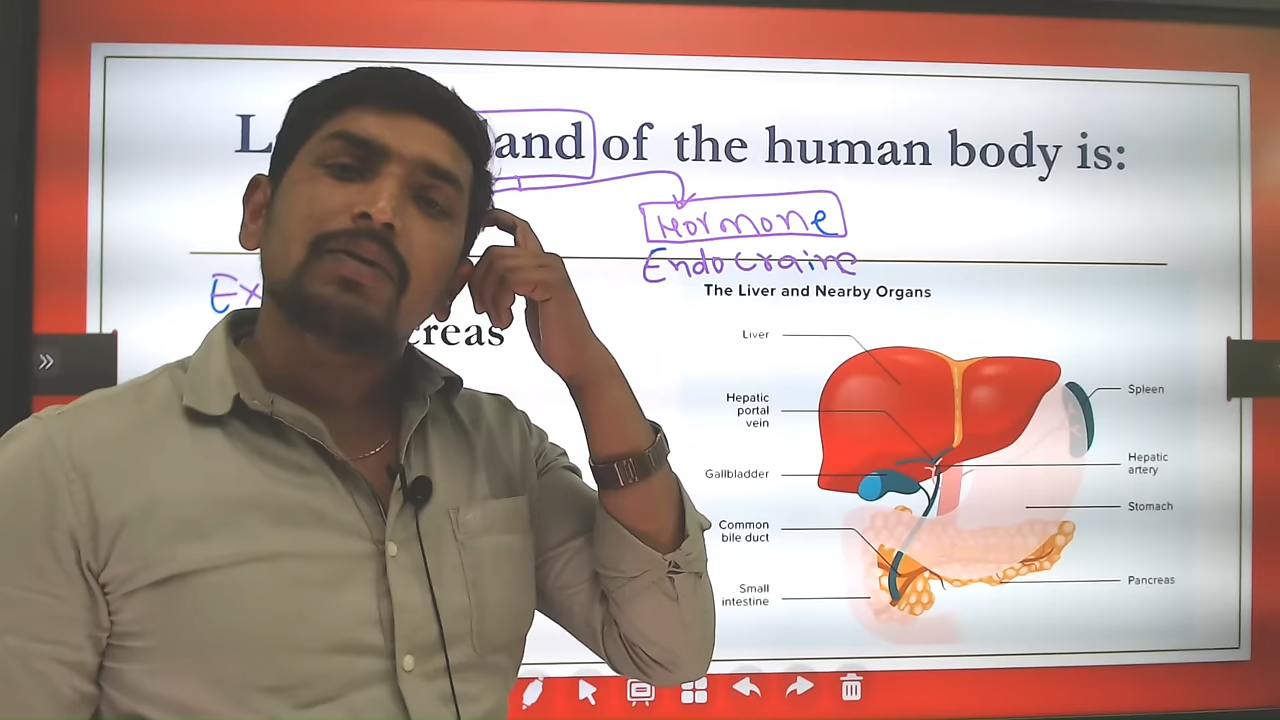 L and of the human body is:
Hormone
Endocraine
Ex
creas
The Liver and Nearby Organs
Liver
Hepatic
portal
vein
Gallbladder
Common
bile duct
Small
intestine
Spleen
Hepatic
artery
Stomach
Pancreas